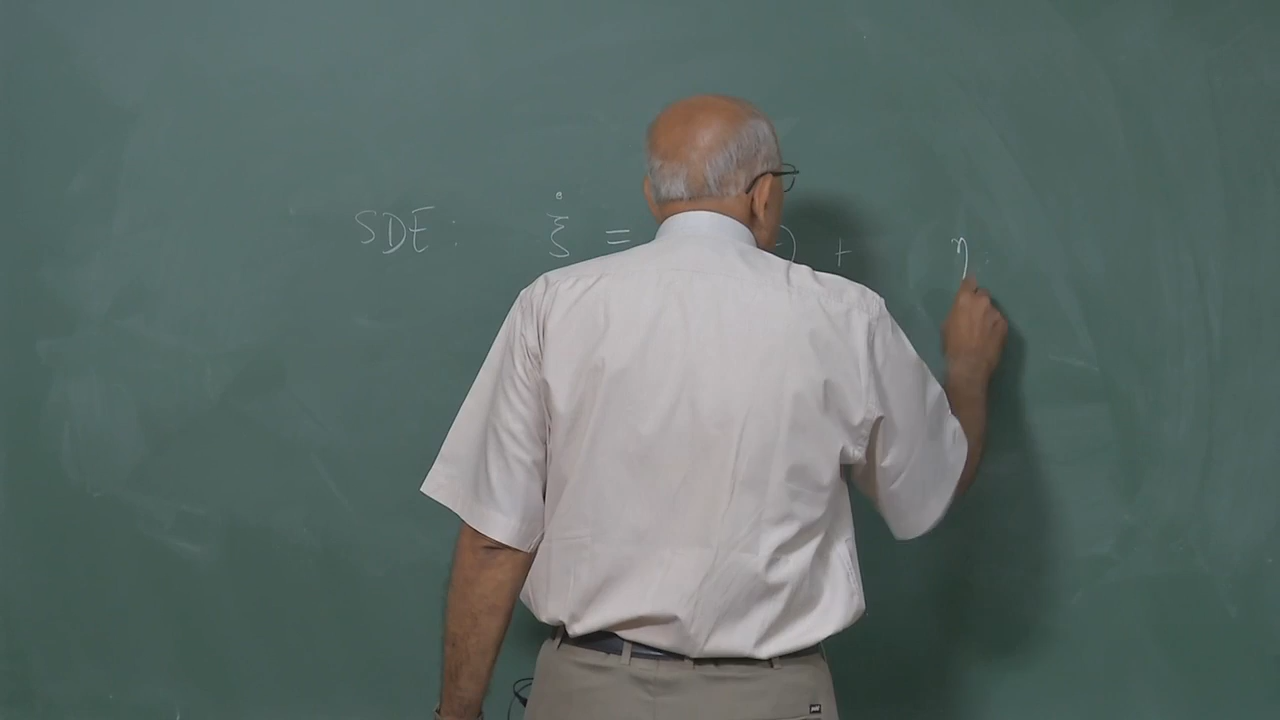 SDE: ξ̇ = ) + η